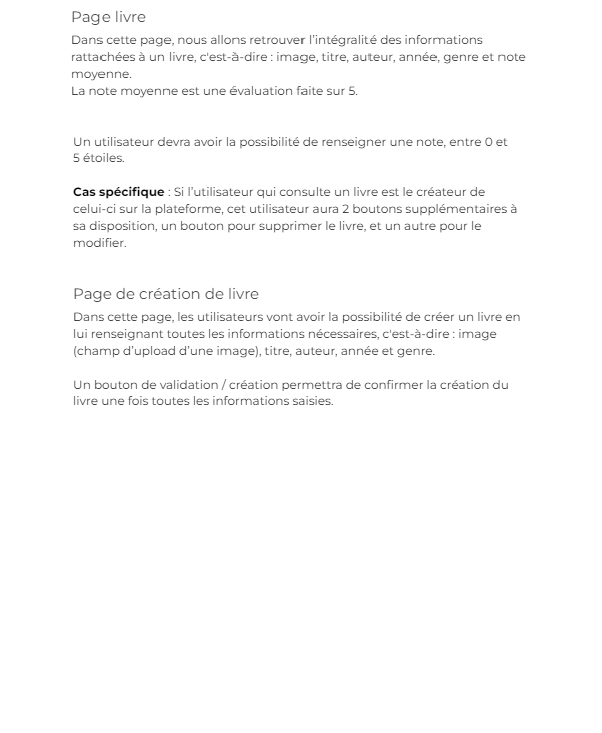 Page livre
Dans cette page, nous allons retrouver l'intégralité des informations
rattachées à un livre, c'est-à-dire : image, titre, auteur, année, genre et note
moyenne.
La note moyenne est une évaluation faite sur 5.
Un utilisateur devra avoir la possibilité de renseigner une note, entre 0 et
5 étoiles.
Cas spécifique : Si l'utilisateur qui consulte un livre est le créateur de
celui-ci sur la plateforme, cet utilisateur aura 2 boutons supplémentaires à
sa disposition, un bouton pour supprimer le livre, et un autre pour le
modifier.
Page de création de livre
Dans cette page, les utilisateurs vont avoir la possibilité de créer un livre en
lui renseignant toutes les informations nécessaires, c'est-à-dire : image
(champ d'upload d'une image), titre, auteur, année et genre.
Un bouton de validation / création permettra de confirmer la création du
livre une fois toutes les informations saisies.